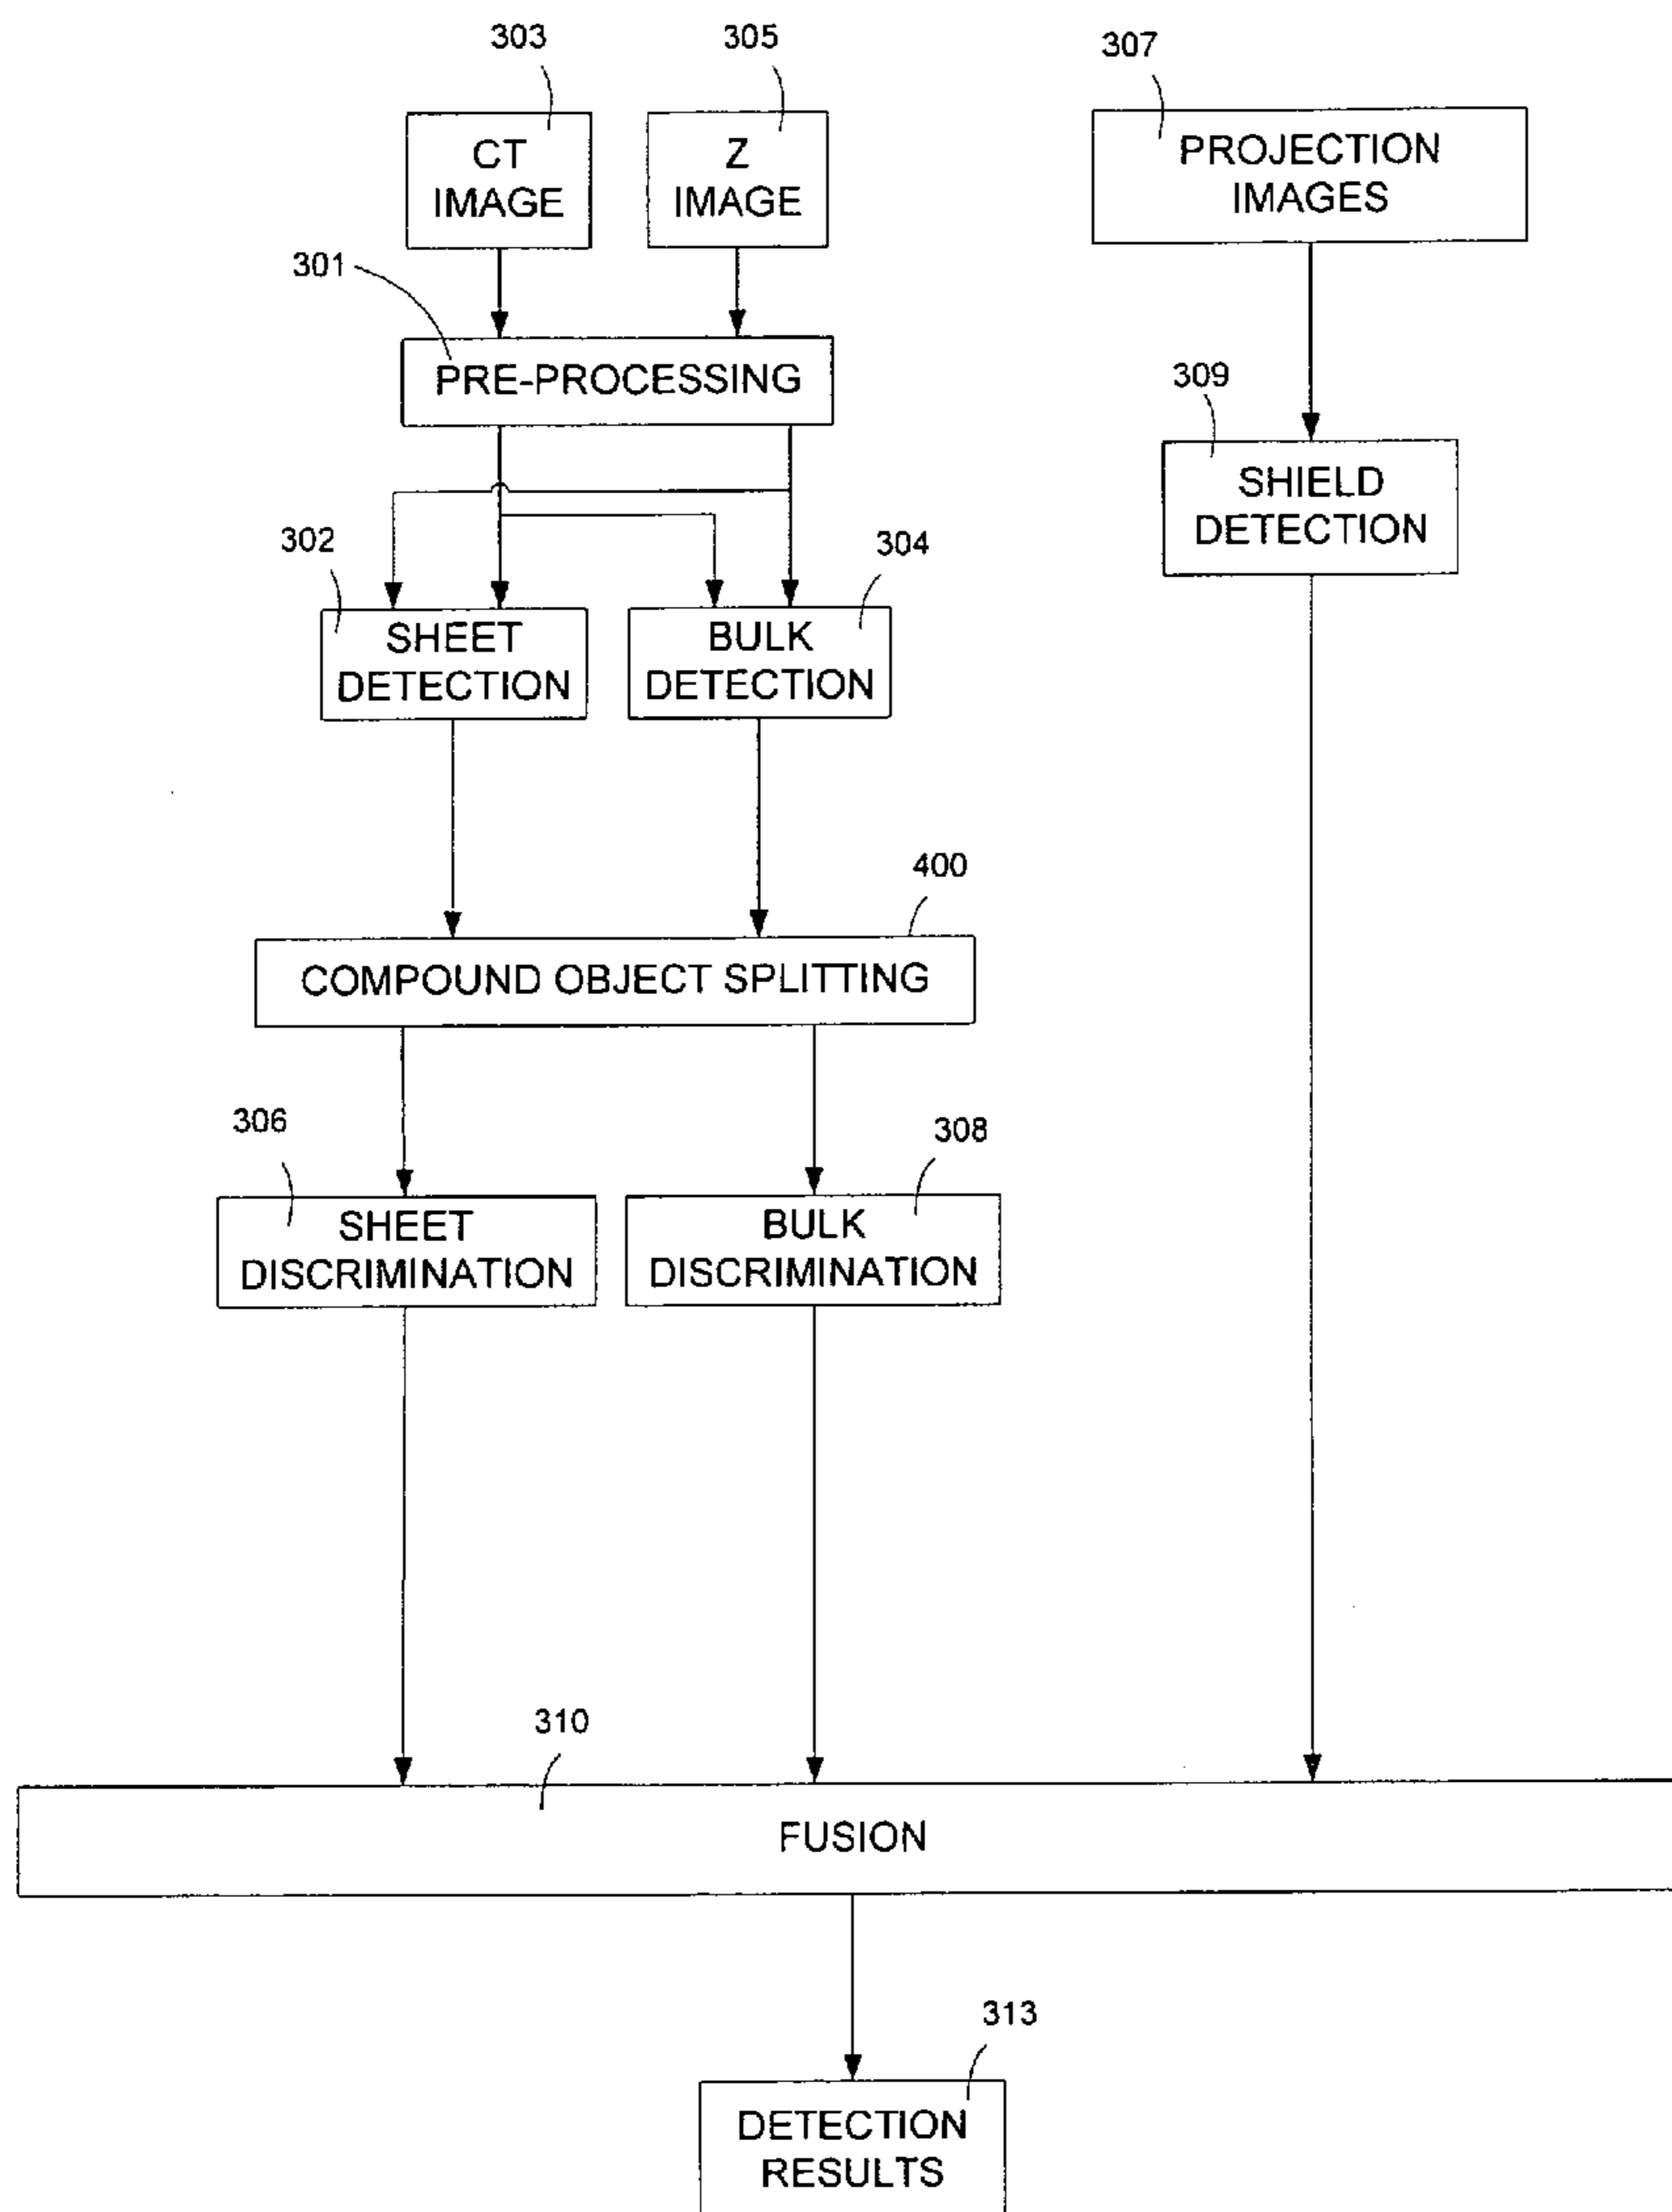 303
305
307
CT
IMAGE
Z
IMAGE
PROJECTION
IMAGES
301
PRE-PROCESSING
309
SHIELD
DETECTION
302
304
SHEET
DETECTION
BULK
DETECTION
400
COMPOUND OBJECT SPLITTING
306
308
SHEET
DISCRIMINATION
BULK
DISCRIMINATION
310
FUSION
313
DETECTION
RESULTS